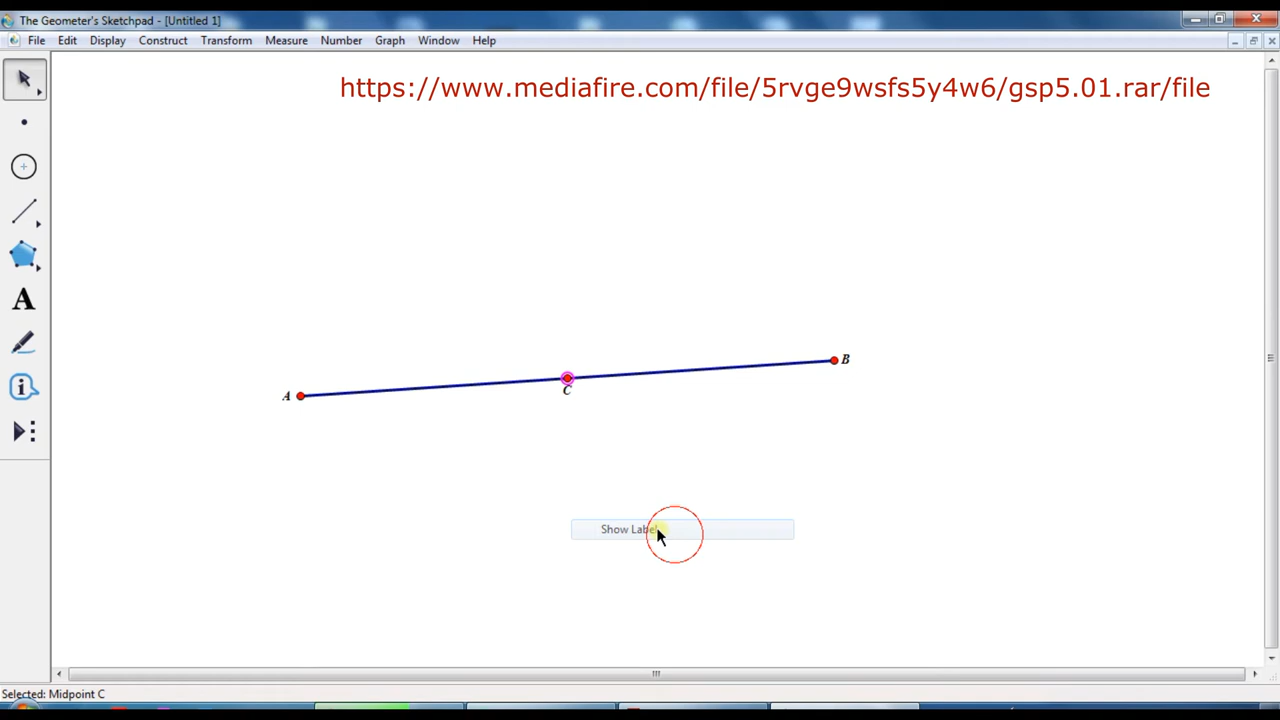 The Geometer's Sketchpad - [Untitled 1]
File Edit Display Construct Transform Measure Number Graph Window Help
https://www.mediafire.com/file/5rvge9wsfs5y4w6/gsp5.01.rar/file
B
A
C
A
Show Label
Selected: Midpoint C